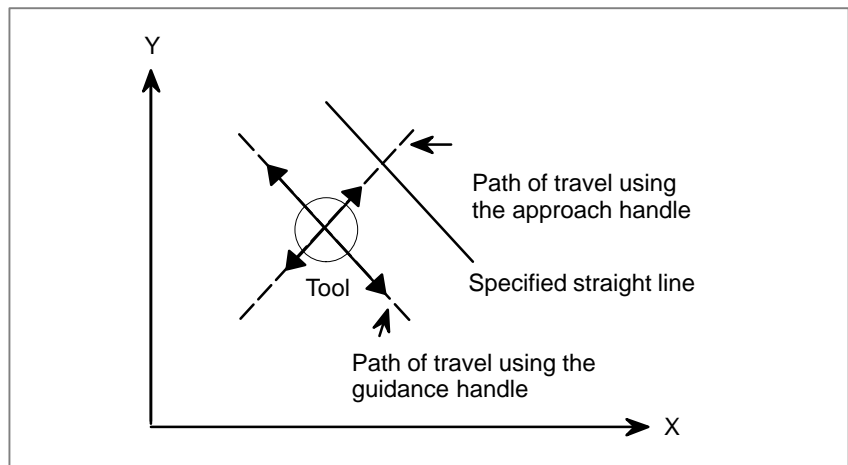 Y
Path of travel using
the approach handle
Specified straight line
Tool
Path of travel using the
guidance handle
X